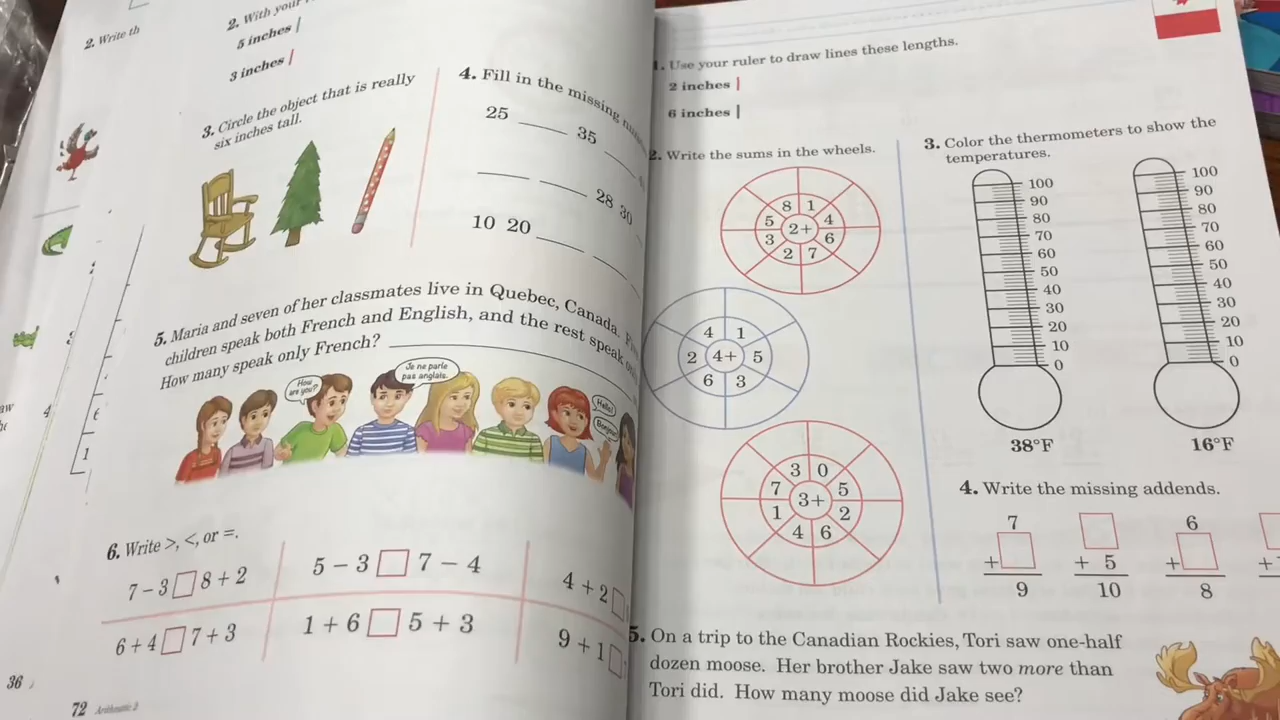 2. Write th
2. With your
5 inches
3 inches
3. Circle the object that is really
six inches tall.
4. Fill in the missing
25 ____ 35 ____
____ ____ 28 30
10 20 ____ ____
5. Maria and seven of her classmates live in Quebec, Canada.
children speak both French and English, and the rest speak
How many speak only French?
How are you?
Je ne parle pas anglais.
Hello!
Bonjour
6. Write >, <, or =.
7 - 3 □ 8 + 2
5 - 3 □ 7 - 4
4 + 2 □
6 + 4 □ 7 + 3
1 + 6 □ 5 + 3
9 + 1 □
36
72 Arithmetic 2
1. Use your ruler to draw lines these lengths.
2 inches
6 inches
2. Write the sums in the wheels.
8 1
5 4
2+
3 6
2 7
4 1
2 4+ 5
6 3
3 0
7 5
3+
1 2
4 6
3. Color the thermometers to show the
temperatures.
100 100
90 90
80 80
70 70
60 60
50 50
40 40
30 30
20 20
10 10
0 0
38°F 16°F
4. Write the missing addends.
7 □ 6
+ □ + 5 + □ +
9 10 8
5. On a trip to the Canadian Rockies, Tori saw one-half
dozen moose. Her brother Jake saw two more than
Tori did. How many moose did Jake see?